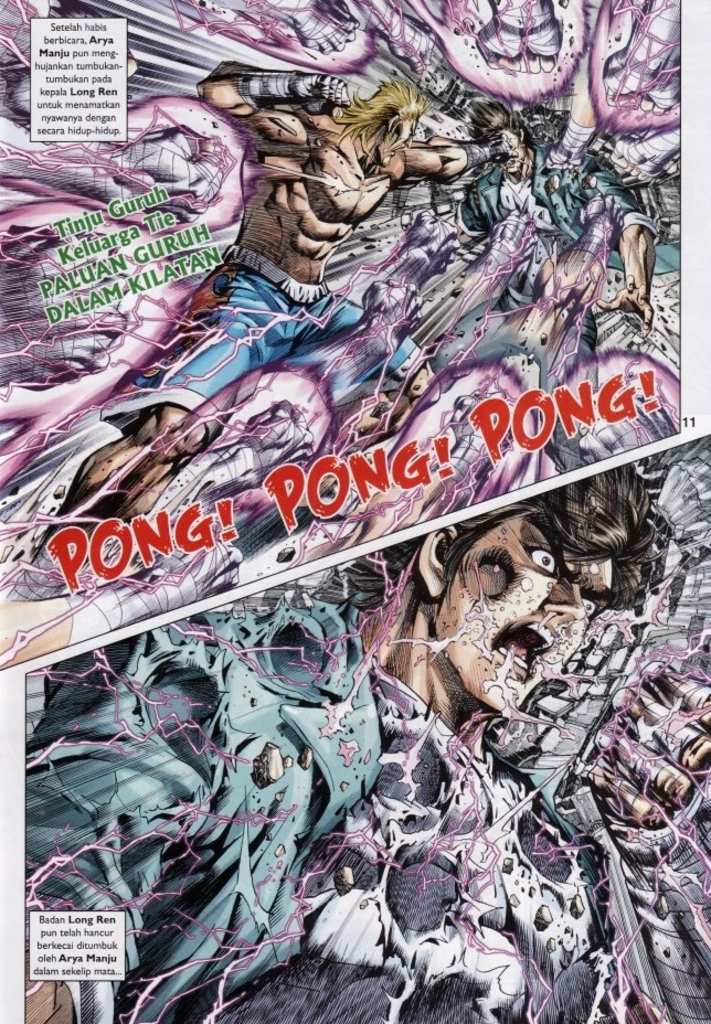 Setelah habis
berbicara, Arya
Manju pun meng-
hujankan tumbukan-
tumbukan pada
kepala Long Ren
untuk menamatkan
nyawanya dengan
secara hidup-hidup.
Tinju Guruh
Keluarga Tie
PALUAN GURUH
DALAM KILATAN
PONG! PONG! PONG!
11
Badan Long Ren
pun telah hancur
berkecai ditumbuk
oleh Arya Manju
dalam sekelip mata...